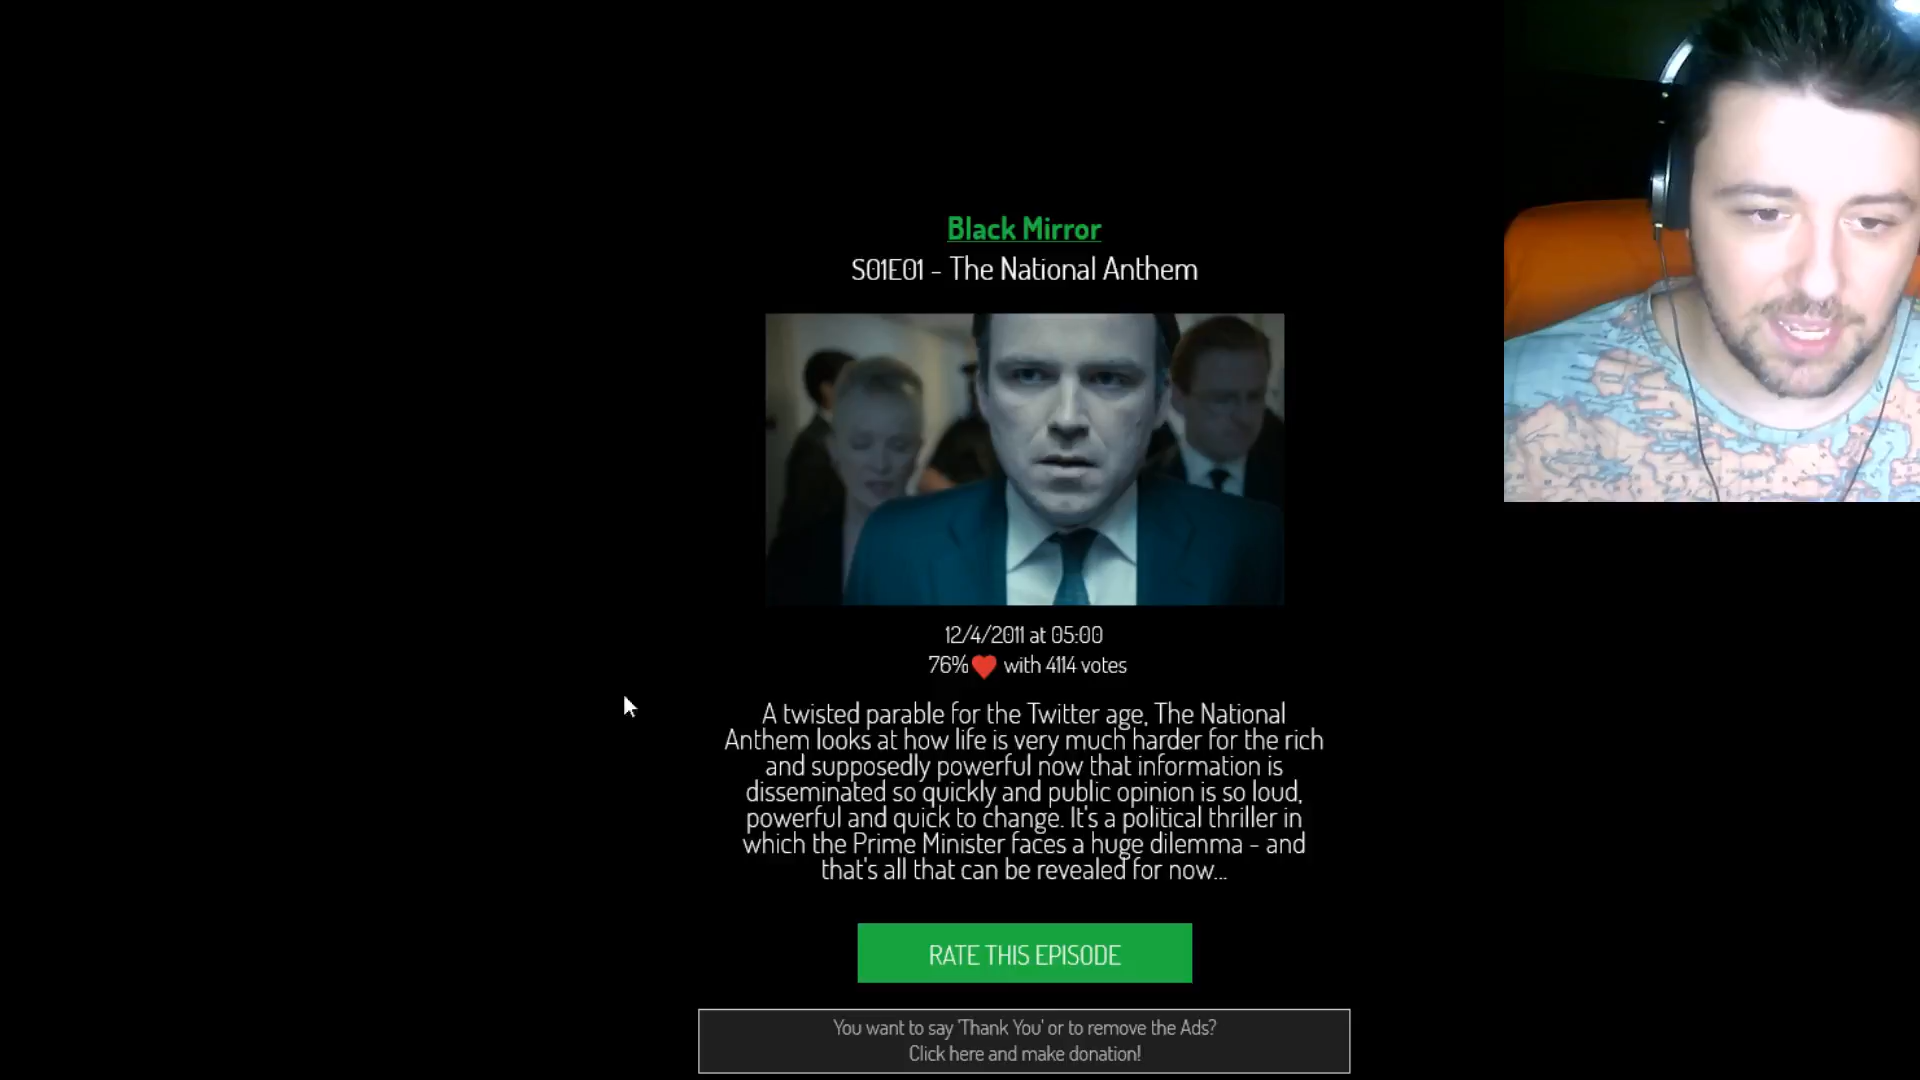 Black Mirror
S01E01 - The National Anthem
12/4/2011 at 05:00
76% with 4114 votes
A twisted parable for the Twitter age, The National
Anthem looks at how life is very much harder for the rich
and supposedly powerful now that information is
disseminated so quickly and public opinion is so loud,
powerful and quick to change. It's a political thriller in
which the Prime Minister faces a huge dilemma - and
that's all that can be revealed for now...
RATE THIS EPISODE
You want to say 'Thank You' or to remove the Ads?
Click here and make donation!